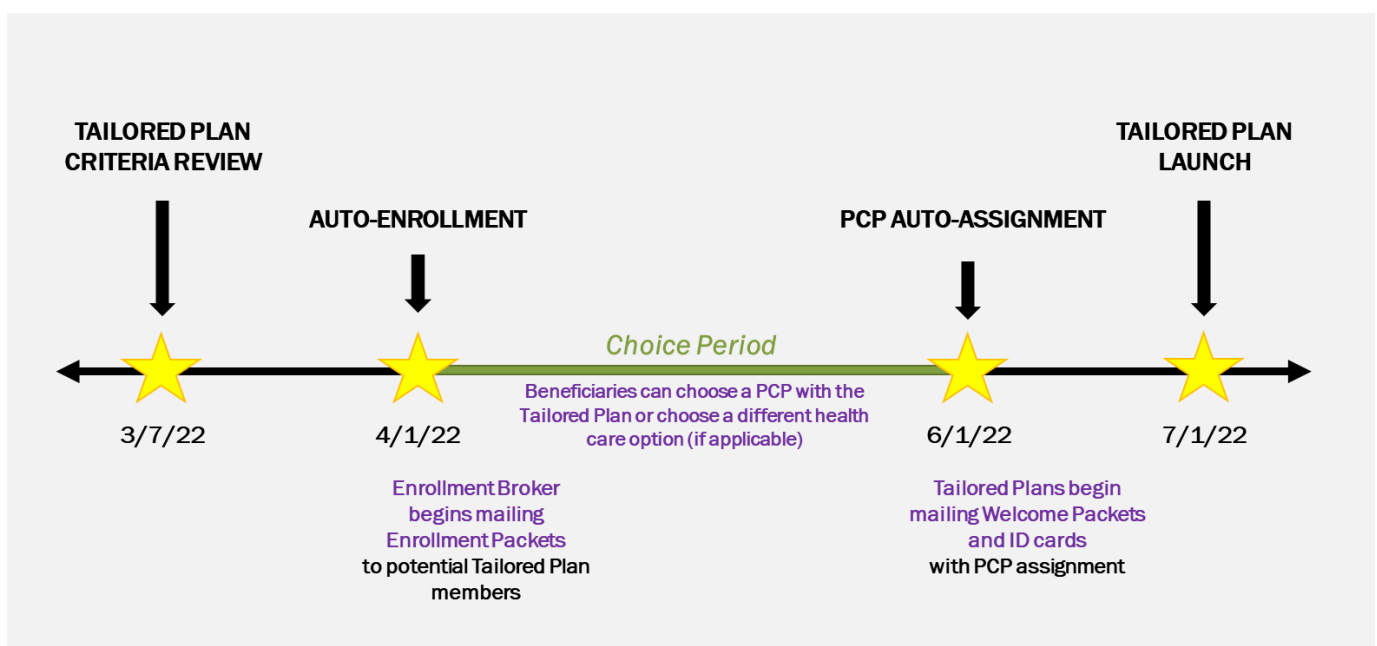 TAILORED PLAN
CRITERIA REVIEW
AUTO-ENROLLMENT
PCP AUTO-ASSIGNMENT
TAILORED PLAN
LAUNCH
Choice Period
Beneficiaries can choose a PCP with the
Tailored Plan or choose a different health
care option (if applicable)
3/7/22
4/1/22
6/1/22
7/1/22
Enrollment Broker
begins mailing
Enrollment Packets
to potential Tailored Plan
members
Tailored Plans begin
mailing Welcome Packets
and ID cards
with PCP assignment